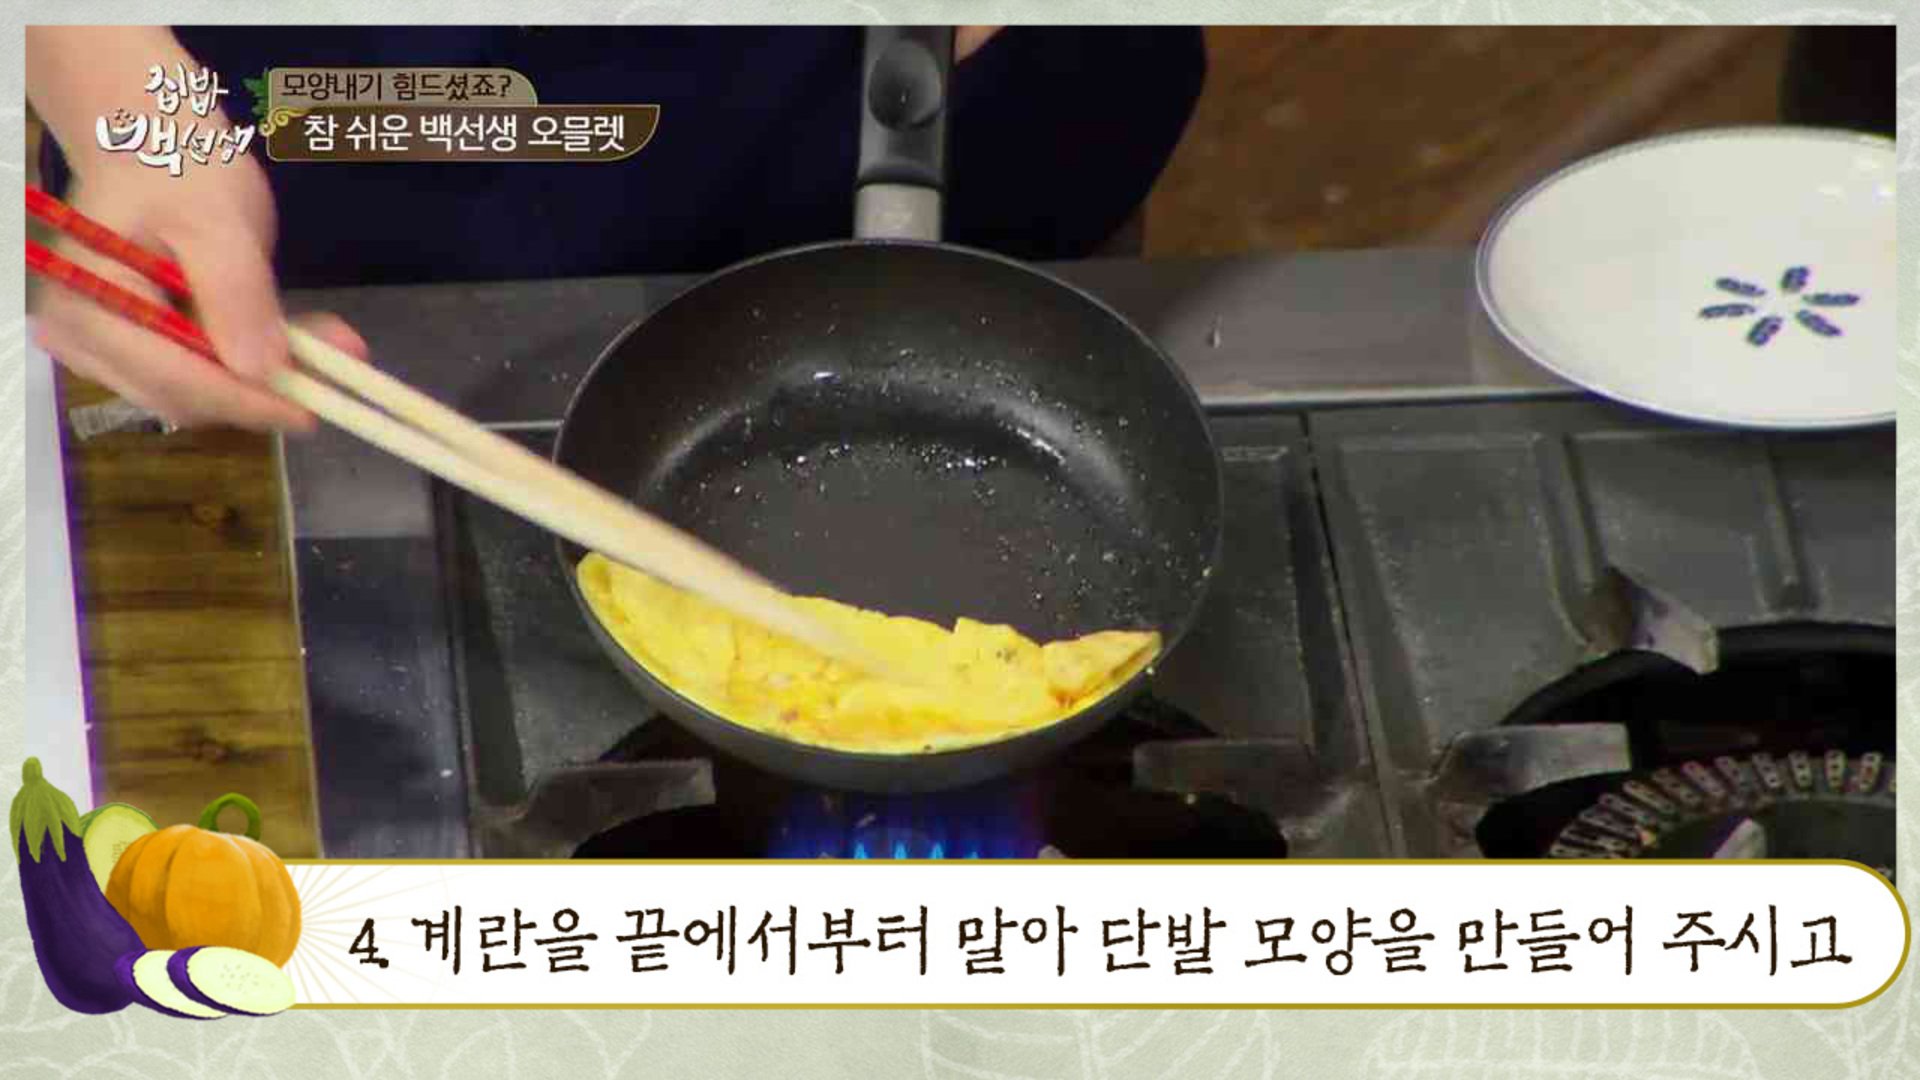 집밥
백선생
모양내기 힘드셨죠?
참 쉬운 백선생 오믈렛
4. 계란을 끝에서부터 말아 단발 모양을 만들어 주시고